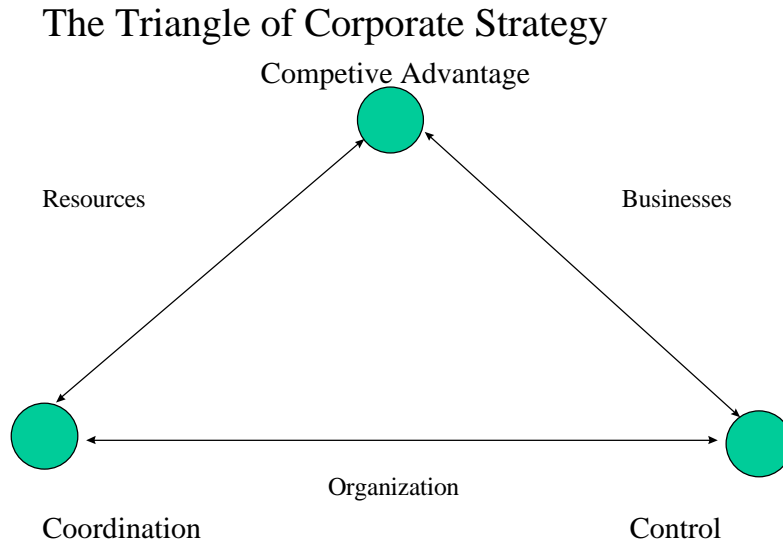 The Triangle of Corporate Strategy
Competive Advantage
Resources
Businesses
Organization
Coordination
Control